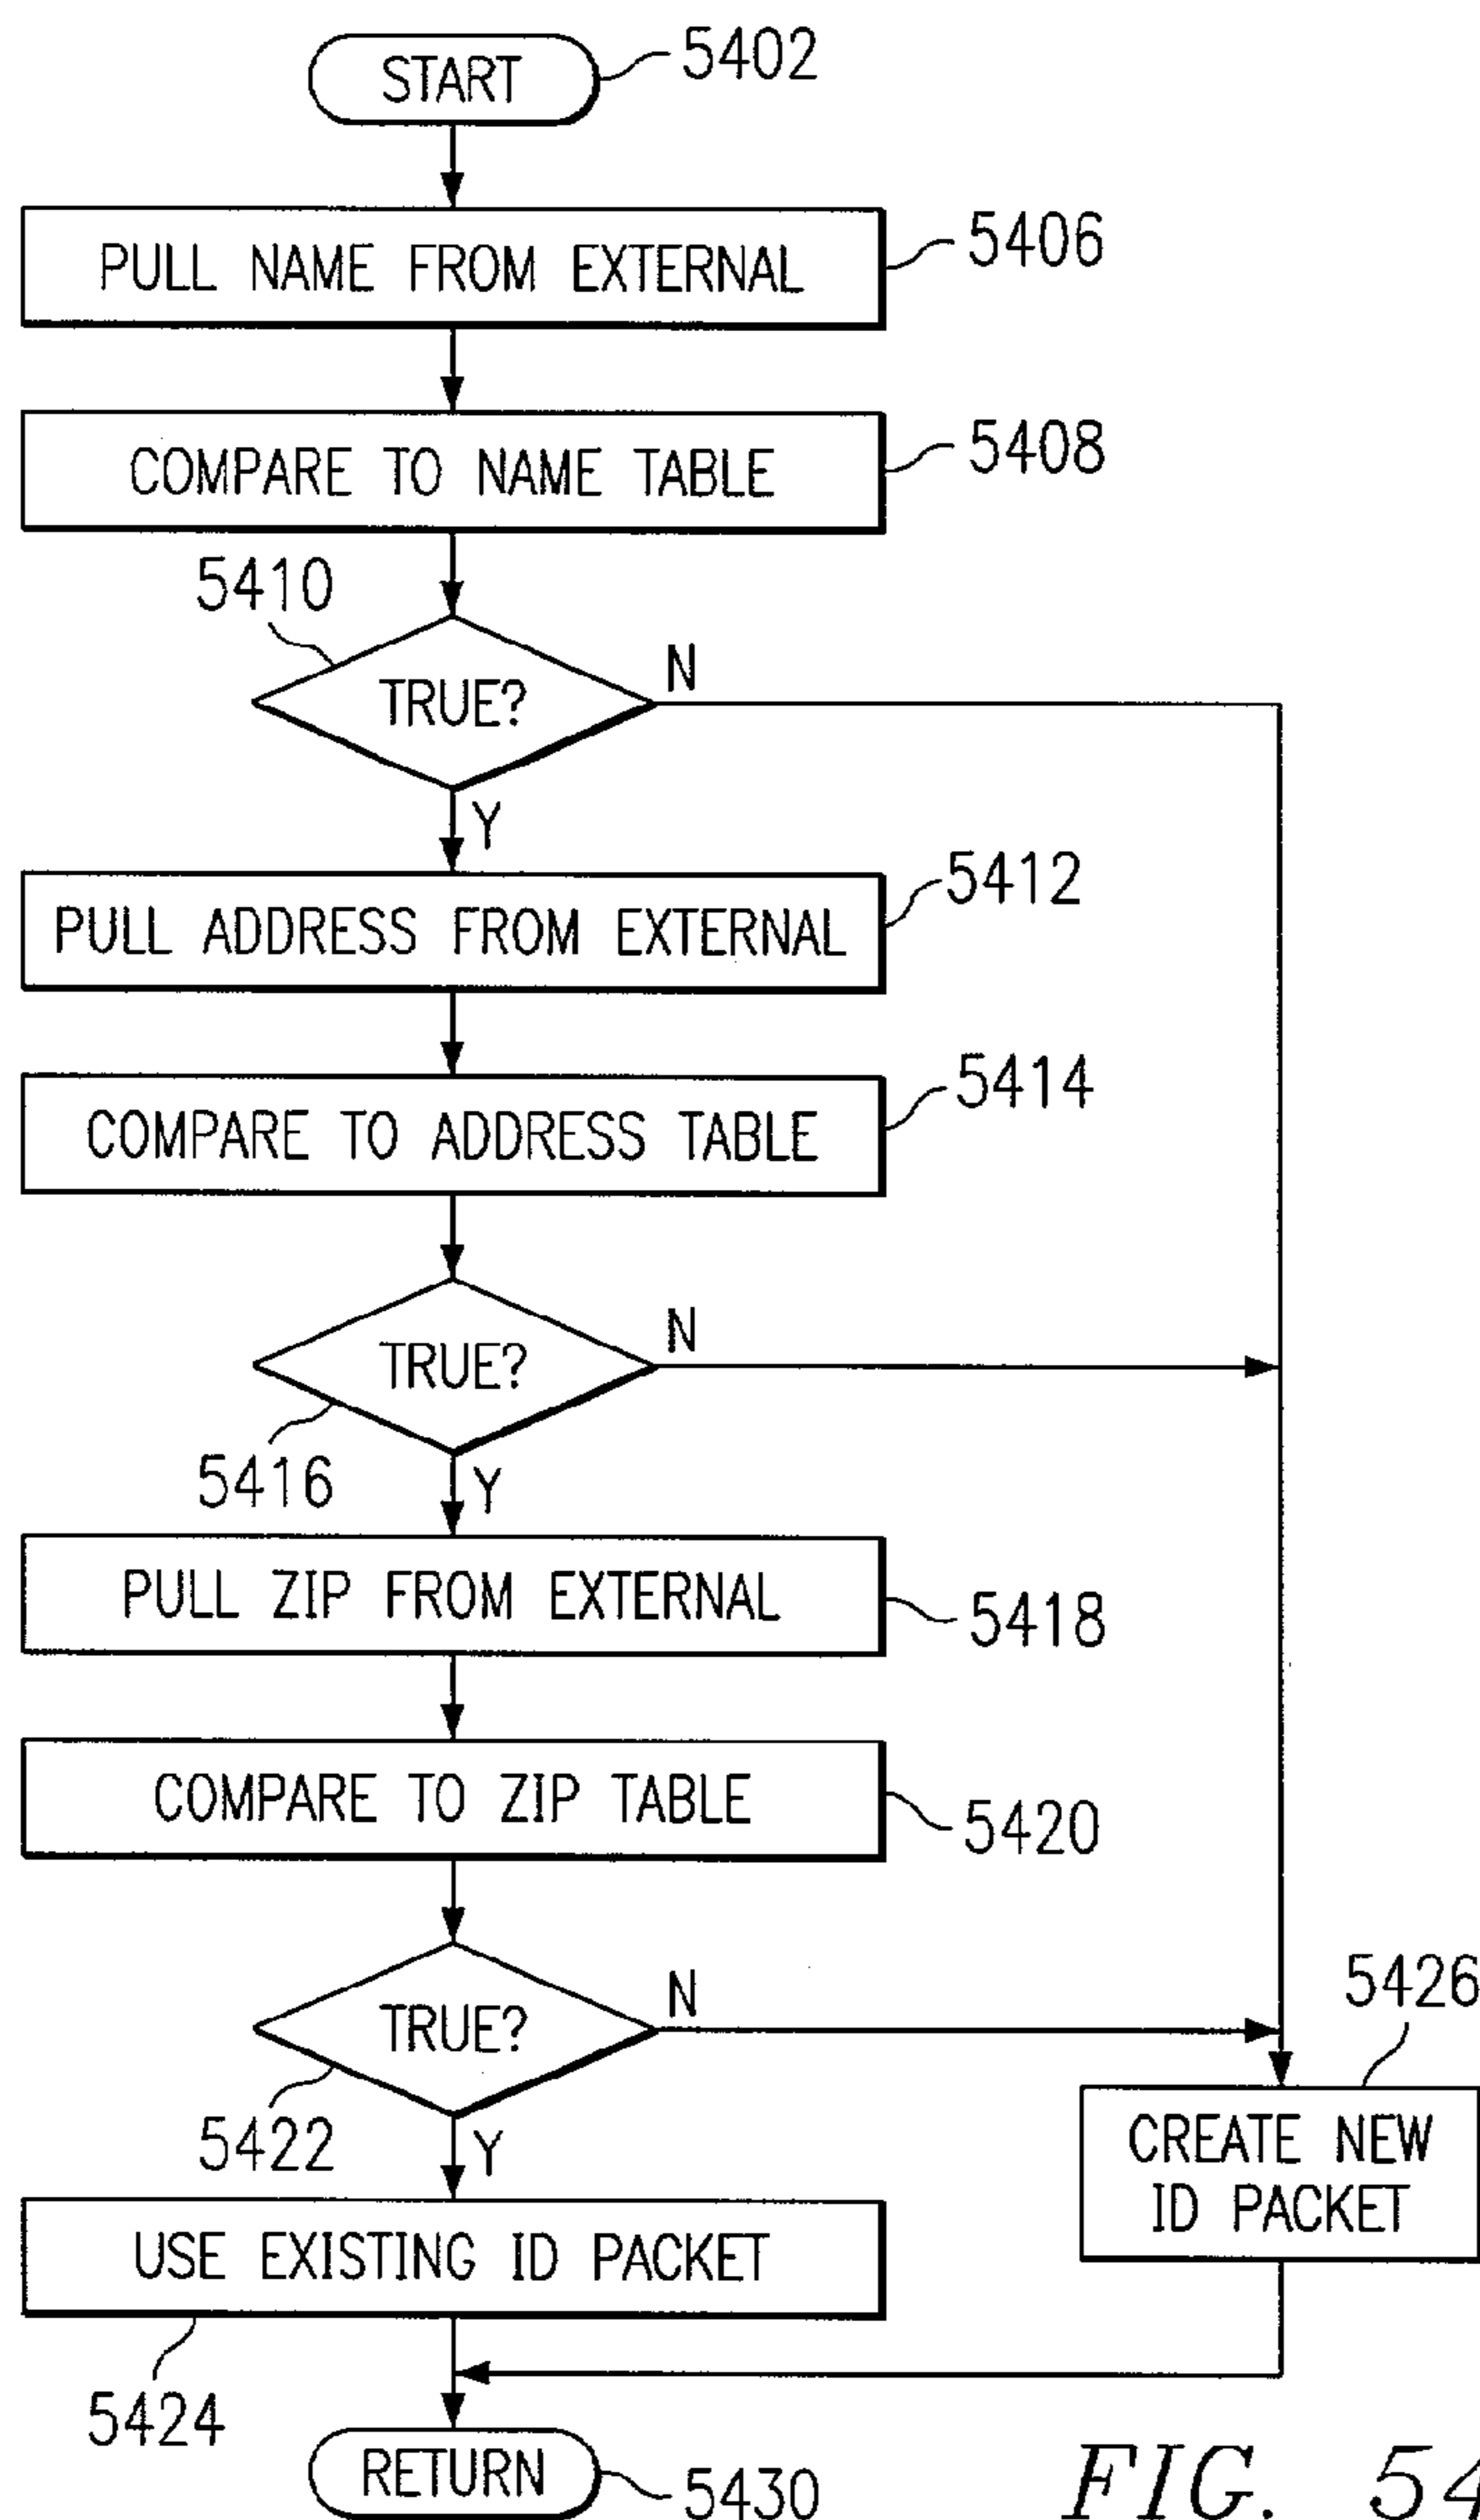 START
5402
PULL NAME FROM EXTERNAL
5406
COMPARE TO NAME TABLE
5408
5410
TRUE?
N
Y
PULL ADDRESS FROM EXTERNAL
5412
COMPARE TO ADDRESS TABLE
5414
TRUE?
N
5416
Y
PULL ZIP FROM EXTERNAL
5418
COMPARE TO ZIP TABLE
5420
TRUE?
N
5422
Y
5426
CREATE NEW
ID PACKET
USE EXISTING ID PACKET
5424
RETURN
5430
FIG. 54